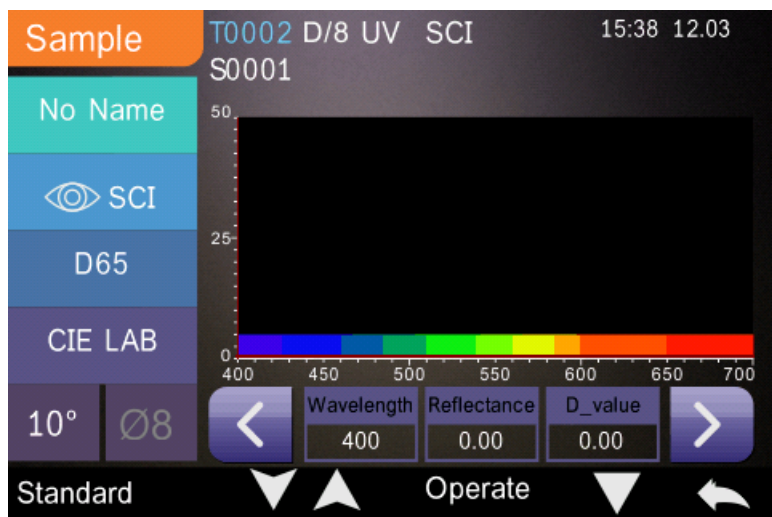 Sample
T0002 D/8 UV SCI 15:38 12.03
S0001
No Name
SCI
D65
CIE LAB
10° Ø8
50
25
0
400 450 500 550 600 650 700
Wavelength Reflectance D_value
400 0.00 0.00
Standard Operate